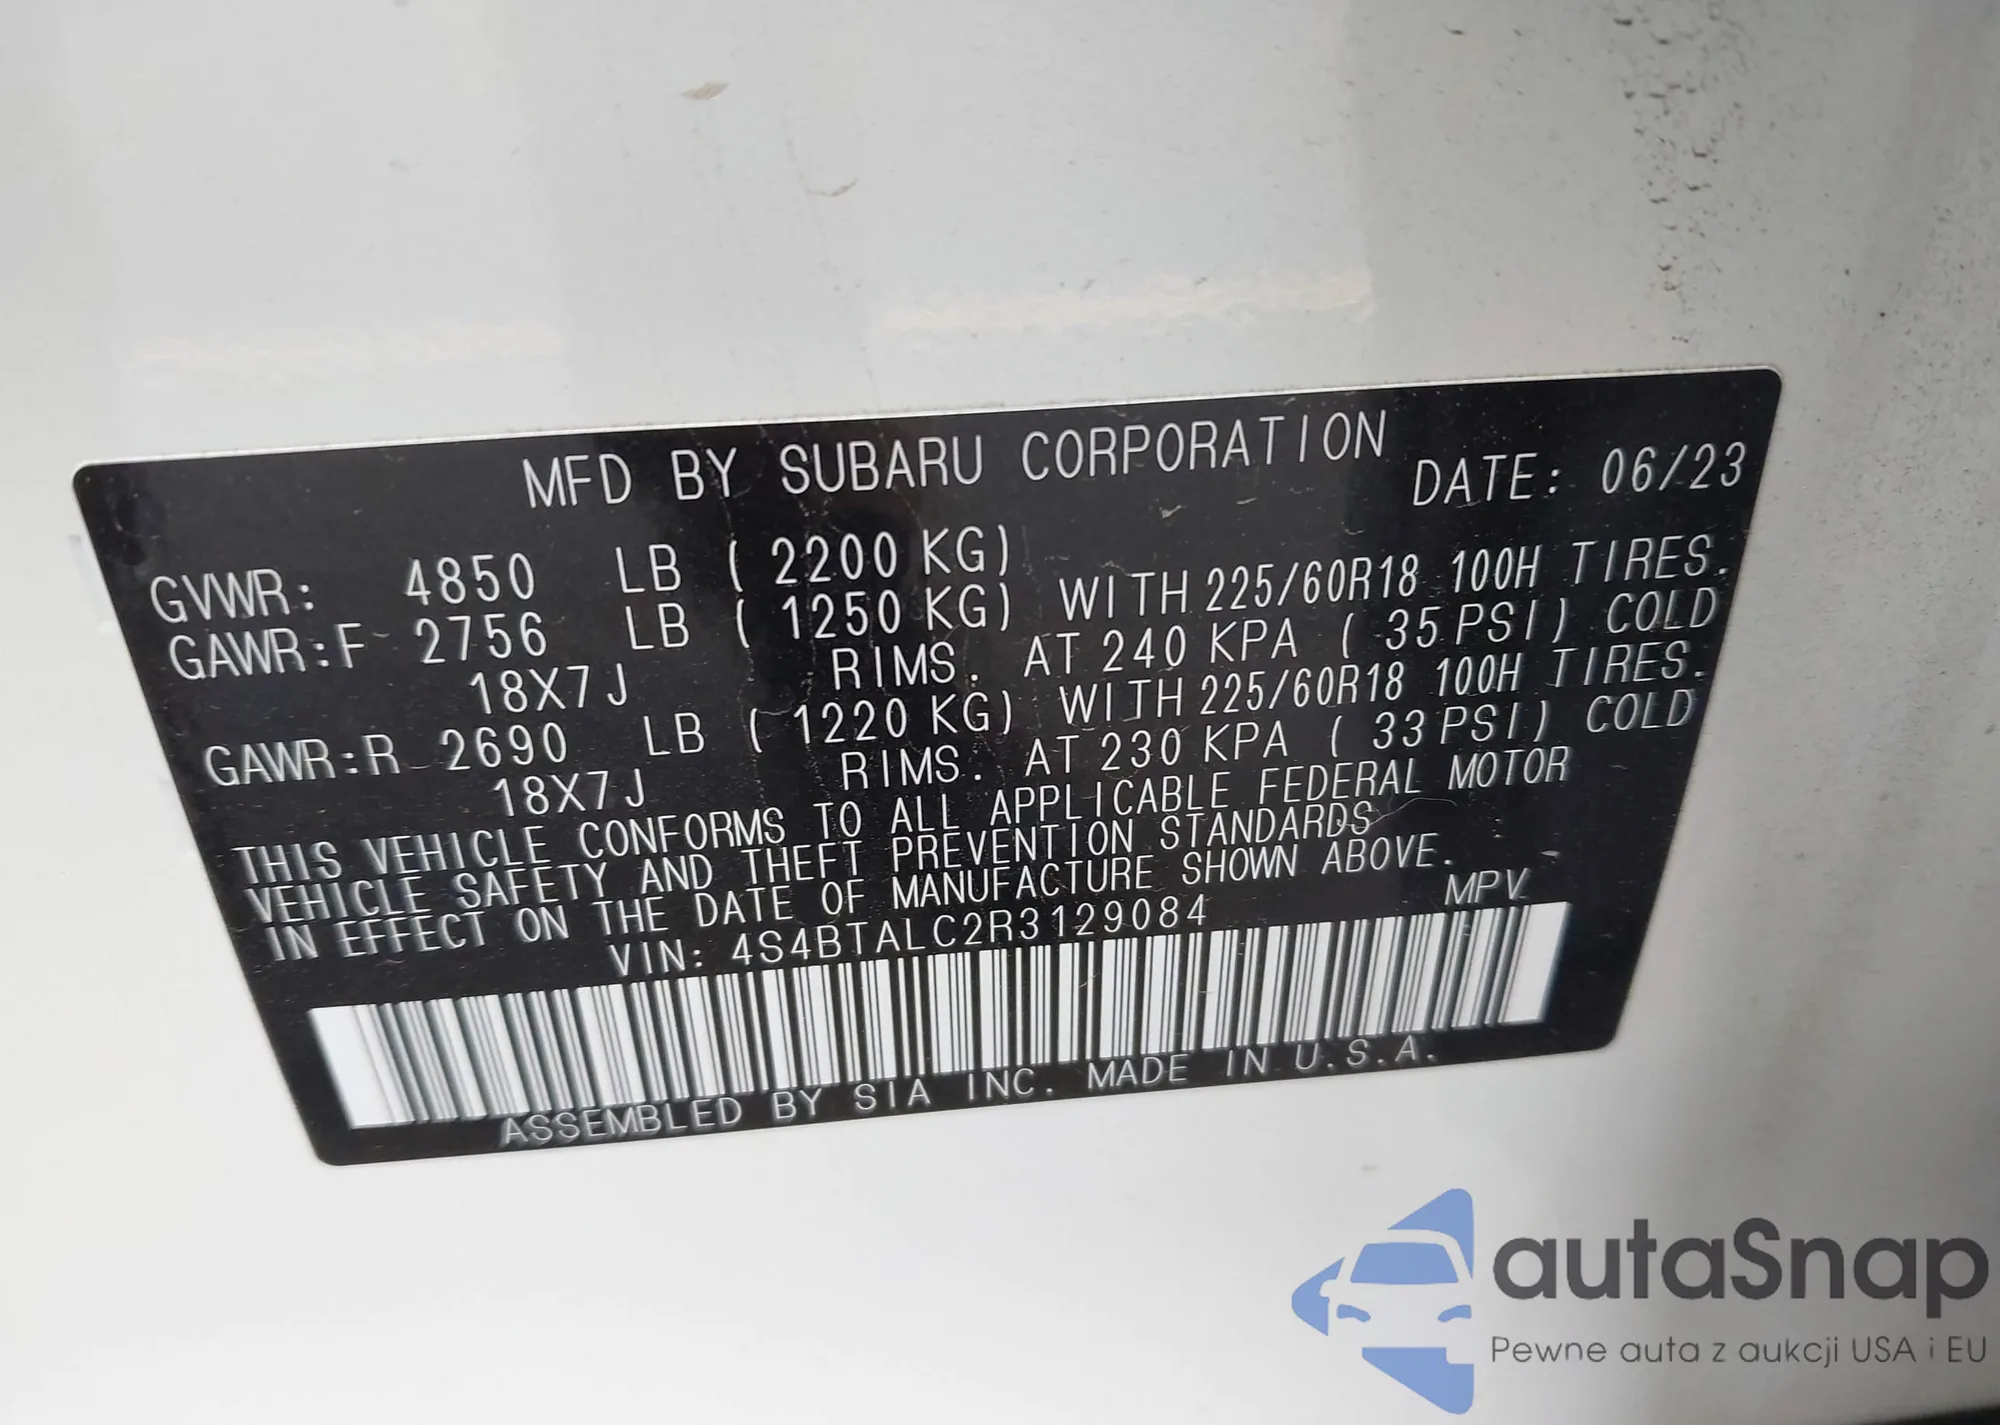 MFD BY SUBARU CORPORATION
DATE: 06/23
GVWR: 4850 LB ( 2200 KG)
GAWR:F 2756 LB ( 1250 KG) WITH 225/60R18 100H TIRES.
18X7J RIMS. AT 240 KPA ( 35 PSI) COLD
GAWR:R 2690 LB ( 1220 KG) WITH 225/60R18 100H TIRES.
18X7J RIMS. AT 230 KPA ( 33 PSI) COLD
THIS VEHICLE CONFORMS TO ALL APPLICABLE FEDERAL MOTOR
VEHICLE SAFETY AND THEFT PREVENTION STANDARDS
IN EFFECT ON THE DATE OF MANUFACTURE SHOWN ABOVE.
VIN: 4S4BTALC2R3129084 MPV
ASSEMBLED BY SIA INC. MADE IN U.S.A.
autaSnap
Pewne auta z aukcji USA i EU